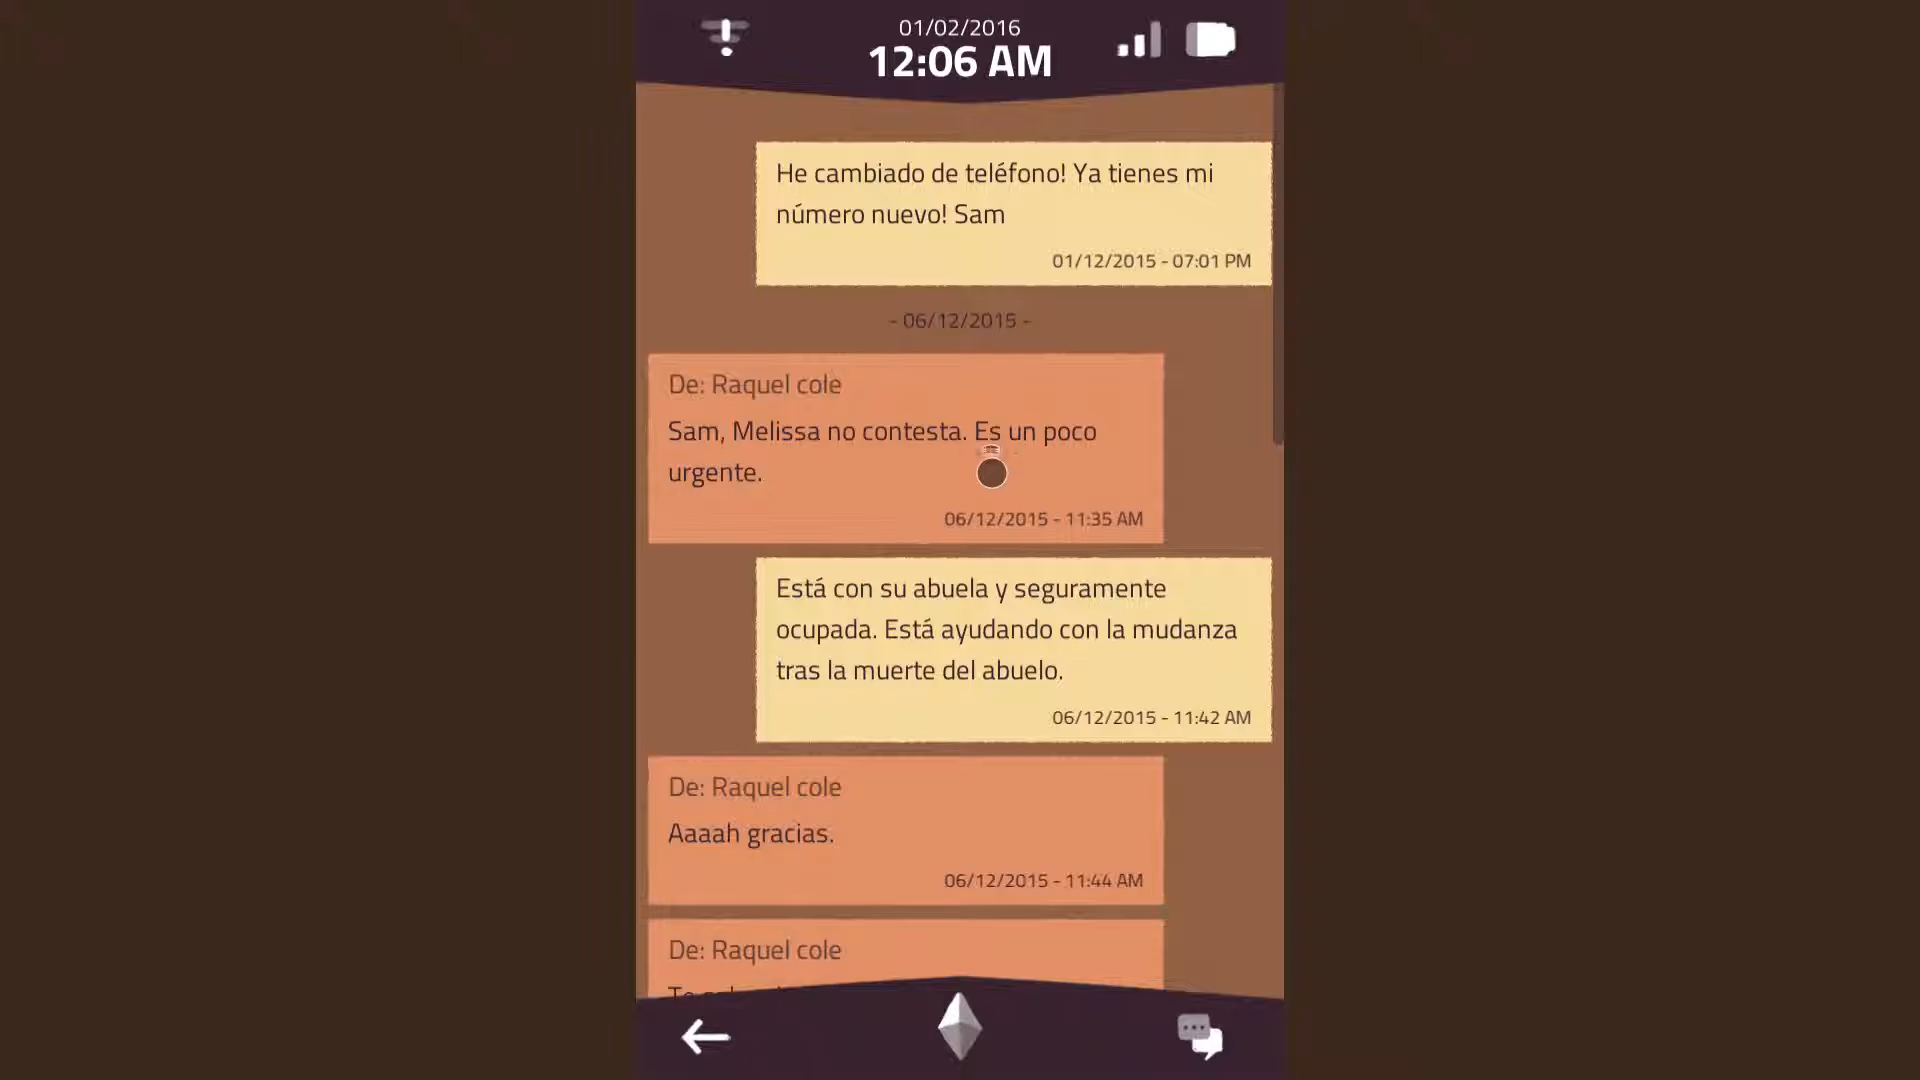 01/02/2016
12:06 AM
He cambiado de teléfono! Ya tienes mi
número nuevo! Sam
01/12/2015 - 07:01 PM
- 06/12/2015 -
De: Raquel cole
Sam, Melissa no contesta. Es un poco
urgente.
06/12/2015 - 11:35 AM
Está con su abuela y seguramente
ocupada. Está ayudando con la mudanza
tras la muerte del abuelo.
06/12/2015 - 11:42 AM
De: Raquel cole
Aaaah gracias.
06/12/2015 - 11:44 AM
De: Raquel cole